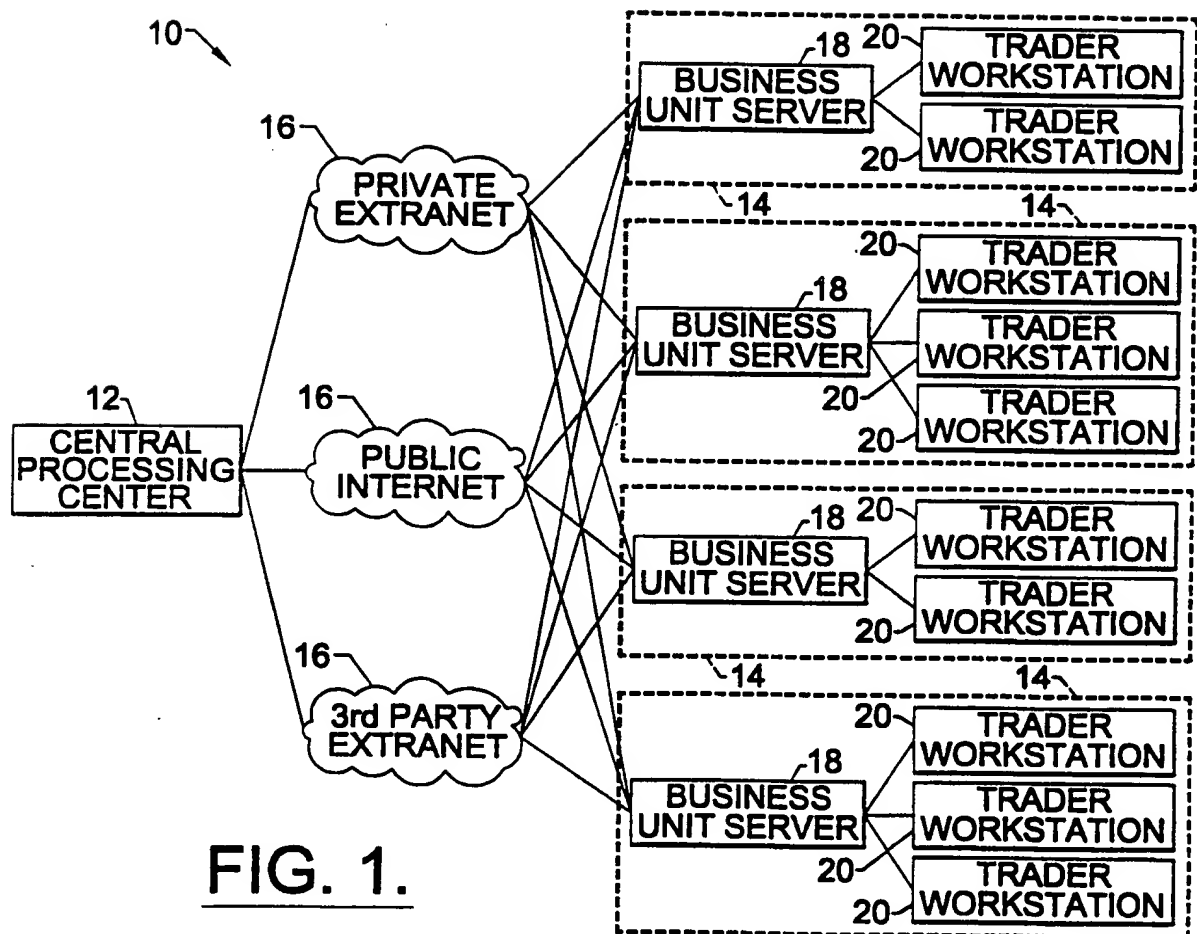 10
16
PRIVATE
EXTRANET
12
CENTRAL
PROCESSING
CENTER
16
PUBLIC
INTERNET
16
3rd PARTY
EXTRANET
18
BUSINESS
UNIT SERVER
20
TRADER
WORKSTATION
TRADER
WORKSTATION
20
14
14
18
BUSINESS
UNIT SERVER
20
TRADER
WORKSTATION
TRADER
WORKSTATION
20
TRADER
WORKSTATION
20
18
BUSINESS
UNIT SERVER
20
TRADER
WORKSTATION
TRADER
WORKSTATION
20
14
14
18
BUSINESS
UNIT SERVER
20
TRADER
WORKSTATION
TRADER
WORKSTATION
20
TRADER
WORKSTATION
20
FIG. 1.